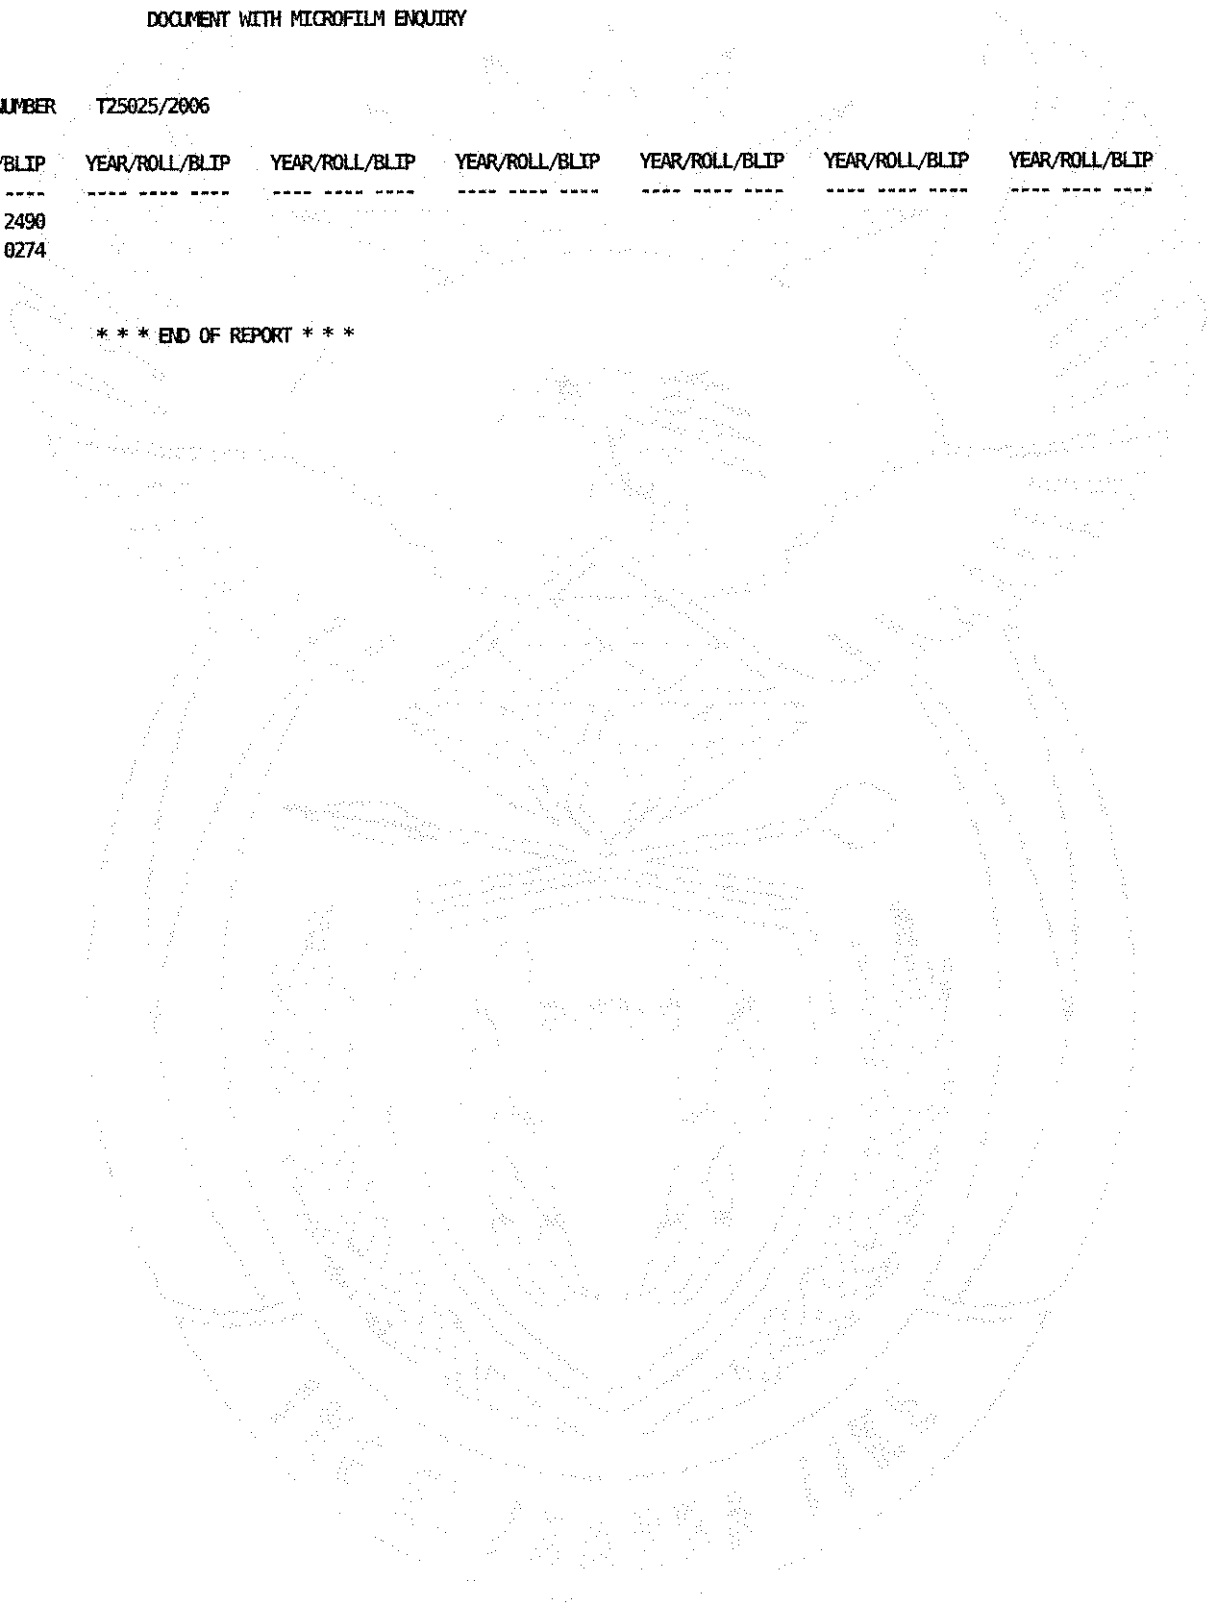 DOCUMENT WITH MICROFILM ENQUIRY
NUMBER T25025/2006
/BLIP YEAR/ROLL/BLIP YEAR/ROLL/BLIP YEAR/ROLL/BLIP YEAR/ROLL/BLIP YEAR/ROLL/BLIP YEAR/ROLL/BLIP
---- ---- ---- ---- ---- ---- ---- ---- ---- ---- ---- ---- ---- ---- ---- ---- ---- ---- ----
2490
0274
* * * END OF REPORT * * *